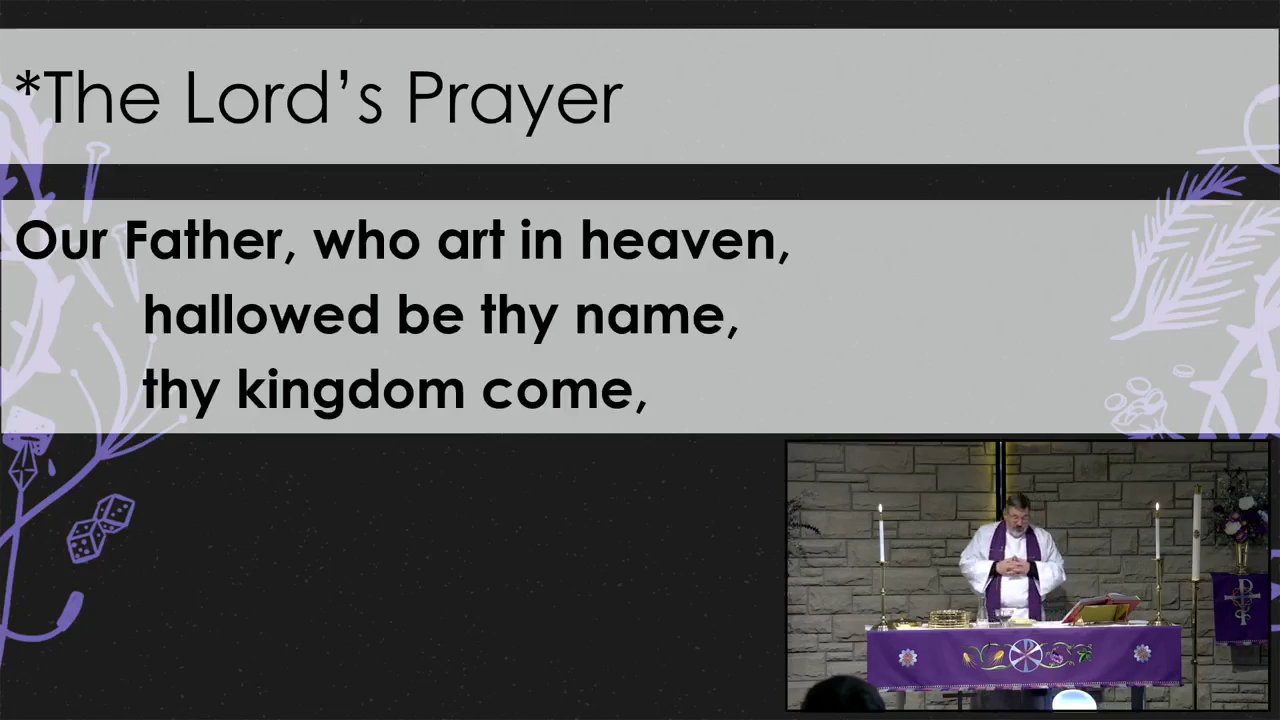 *The Lord’s Prayer
Our Father, who art in heaven,
hallowed be thy name,
thy kingdom come,